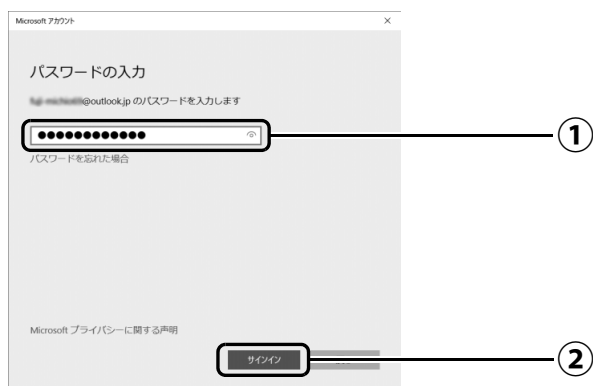 Microsoft アカウント
パスワードの入力
@outlook.jp のパスワードを入力します
●●●●●●●●●●●●
①
パスワードを忘れた場合
Microsoft プライバシーに関する声明
サインイン
②